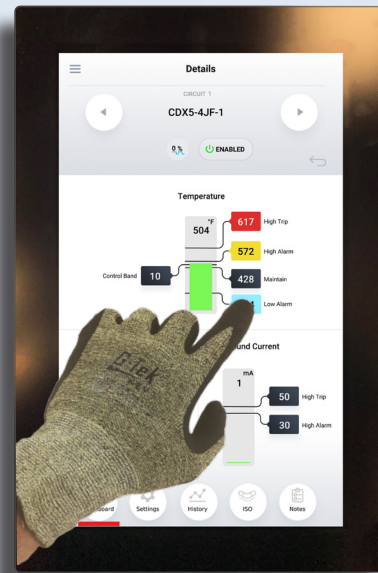 Details
CIRCUIT 1
CDX5-4JF-1
0 %
ENABLED
Temperature
°F
504
617 High Trip
572 High Alarm
Control Band 10
428 Maintain
Low Alarm
Current
mA
1
50 High Trip
30 High Alarm
G-Tek
Settings
History
ISO
Notes